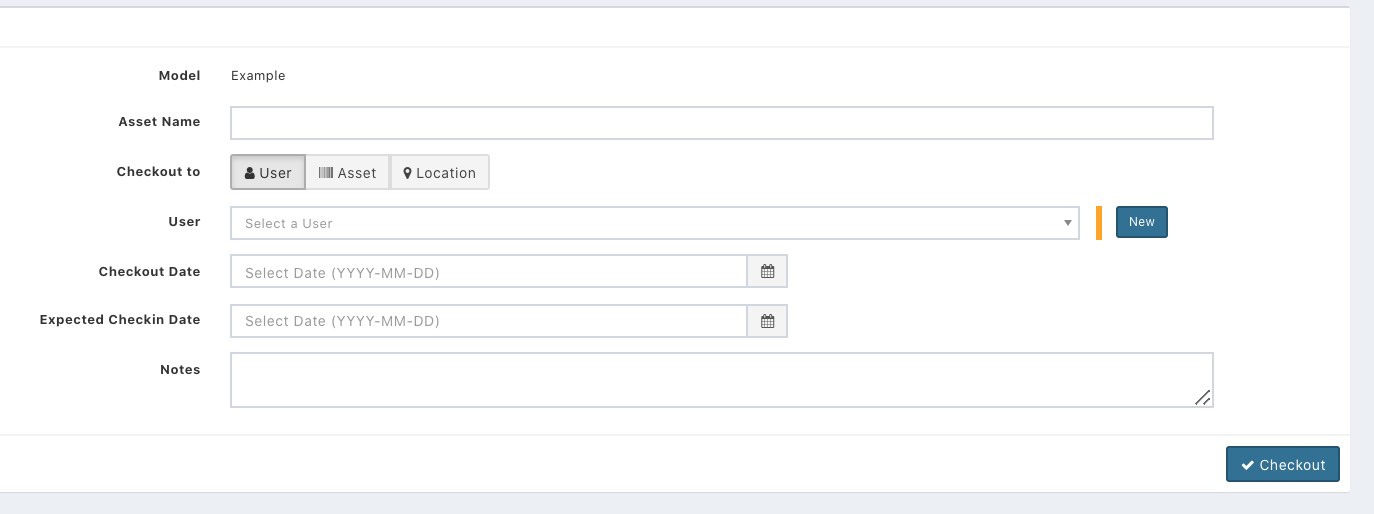 Model Example
Asset Name
Checkout to User Asset Location
User Select a User New
Checkout Date Select Date (YYYY-MM-DD)
Expected Checkin Date Select Date (YYYY-MM-DD)
Notes
Checkout